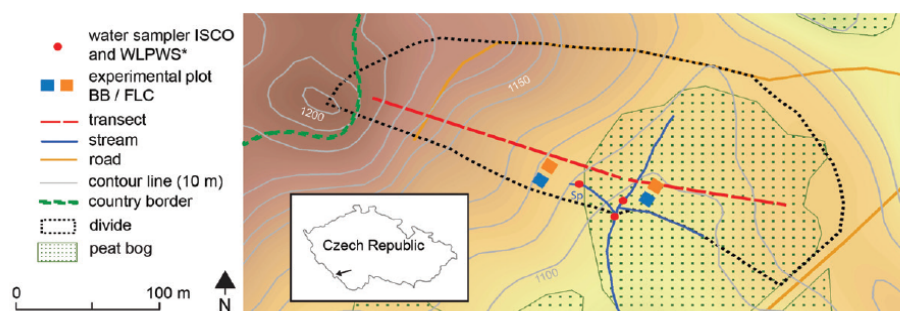 water sampler ISCO
and WLPWS*
experimental plot
BB / FLC
transect
stream
road
contour line (10 m)
country border
divide
peat bog
0
100 m
N
1200
1150
Sp
1100
Czech Republic